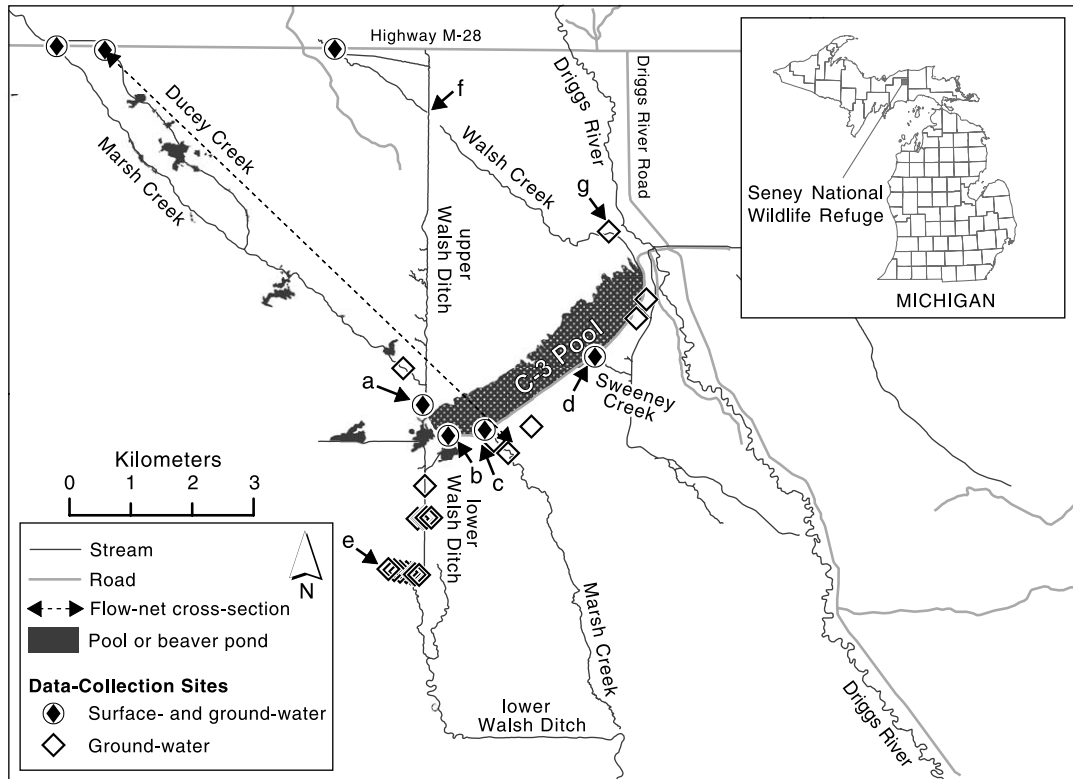 Highway M-28
Ducey Creek
Marsh Creek
f
Walsh Creek
Driggs River
Driggs River Road
g
upper
Walsh Ditch
Seney National
Wildlife Refuge
MICHIGAN
C-3 Pool
a
d
Sweeney
Creek
b
c
lower
Walsh Ditch
e
Marsh Creek
lower
Walsh Ditch
Driggs River
Kilometers
0 1 2 3
Stream
Road
N
Flow-net cross-section
Pool or beaver pond
Data-Collection Sites
Surface- and ground-water
Ground-water